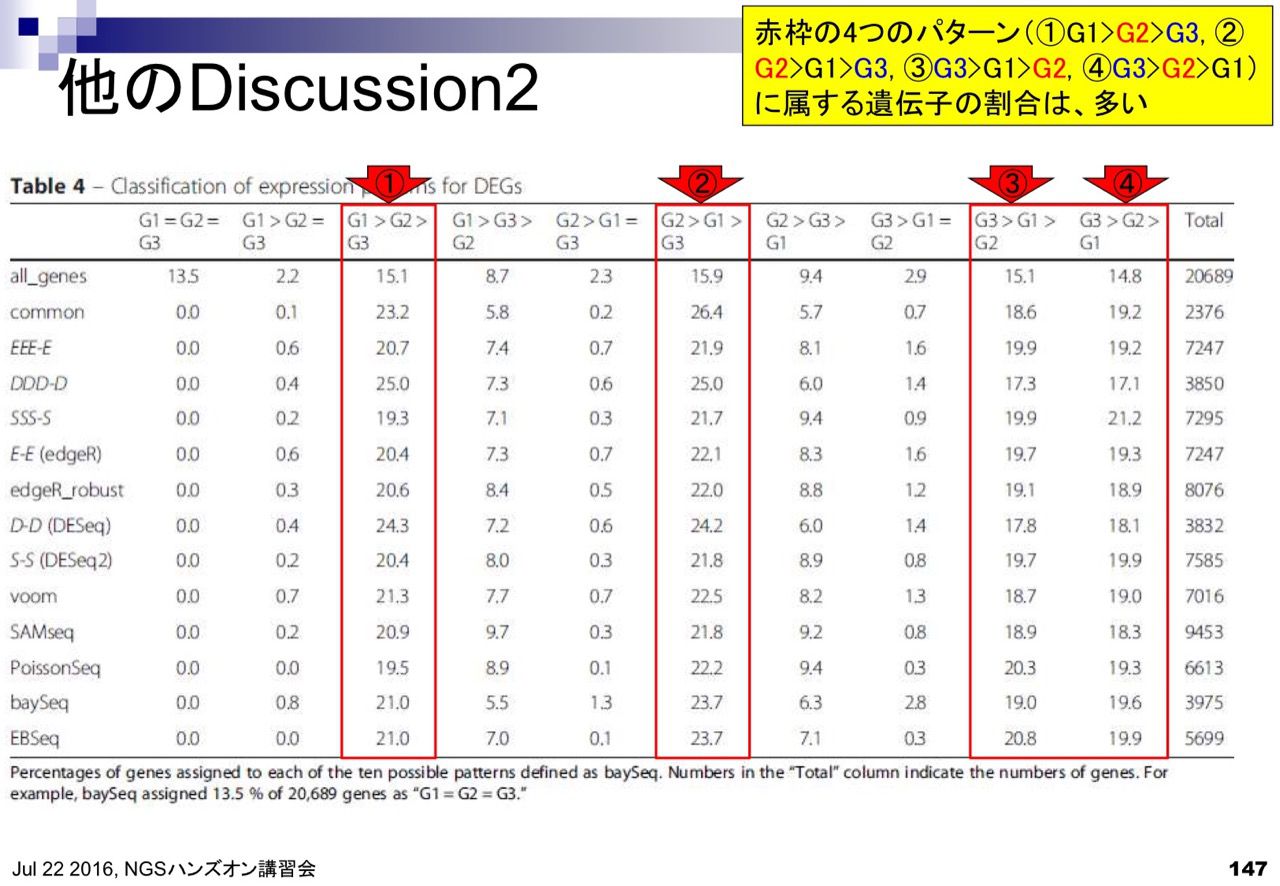 赤枠の4つのパターン(①G1>G2>G3, ②
G2>G1>G3, ③G3>G1>G2, ④G3>G2>G1)
に属する遺伝子の割合は、多い
他のDiscussion2
① ② ③ ④
Table 4 – Classification of expression for DEGs
G1 = G2 = G3 G1 > G2 = G3 G1 > G2 > G3 G1 > G3 > G2 G2 > G1 = G3 G2 > G1 > G3 G2 > G3 > G1 G3 > G1 = G2 G3 > G1 > G2 G3 > G2 > G1 Total
all_genes 13.5 2.2 15.1 8.7 2.3 15.9 9.4 2.9 15.1 14.8 20689
common 0.0 0.1 23.2 5.8 0.2 26.4 5.7 0.7 18.6 19.2 2376
EEE-E 0.0 0.6 20.7 7.4 0.7 21.9 8.1 1.6 19.9 19.2 7247
DDD-D 0.0 0.4 25.0 7.3 0.6 25.0 6.0 1.4 17.3 17.1 3850
SSS-S 0.0 0.2 19.3 7.1 0.3 21.7 9.4 0.9 19.9 21.2 7295
E-E (edgeR) 0.0 0.6 20.4 7.3 0.7 22.1 8.3 1.6 19.7 19.3 7247
edgeR_robust 0.0 0.3 20.6 8.4 0.5 22.0 8.8 1.2 19.1 18.9 8076
D-D (DESeq) 0.0 0.4 24.3 7.2 0.6 24.2 6.0 1.4 17.8 18.1 3832
S-S (DESeq2) 0.0 0.2 20.4 8.0 0.3 21.8 8.9 0.8 19.7 19.9 7585
voom 0.0 0.7 21.3 7.7 0.7 22.5 8.2 1.3 18.7 19.0 7016
SAMseq 0.0 0.2 20.9 9.7 0.3 21.8 9.2 0.8 18.9 18.3 9453
PoissonSeq 0.0 0.0 19.5 8.9 0.1 22.2 9.4 0.3 20.3 19.3 6613
baySeq 0.0 0.8 21.0 5.5 1.3 23.7 6.3 2.8 19.0 19.6 3975
EBSeq 0.0 0.0 21.0 7.0 0.1 23.7 7.1 0.3 20.8 19.9 5699
Percentages of genes assigned to each of the ten possible patterns defined as baySeq. Numbers in the “Total” column indicate the numbers of genes. For
example, baySeq assigned 13.5 % of 20,689 genes as “G1 = G2 = G3.”
Jul 22 2016, NGSハンズオン講習会
147